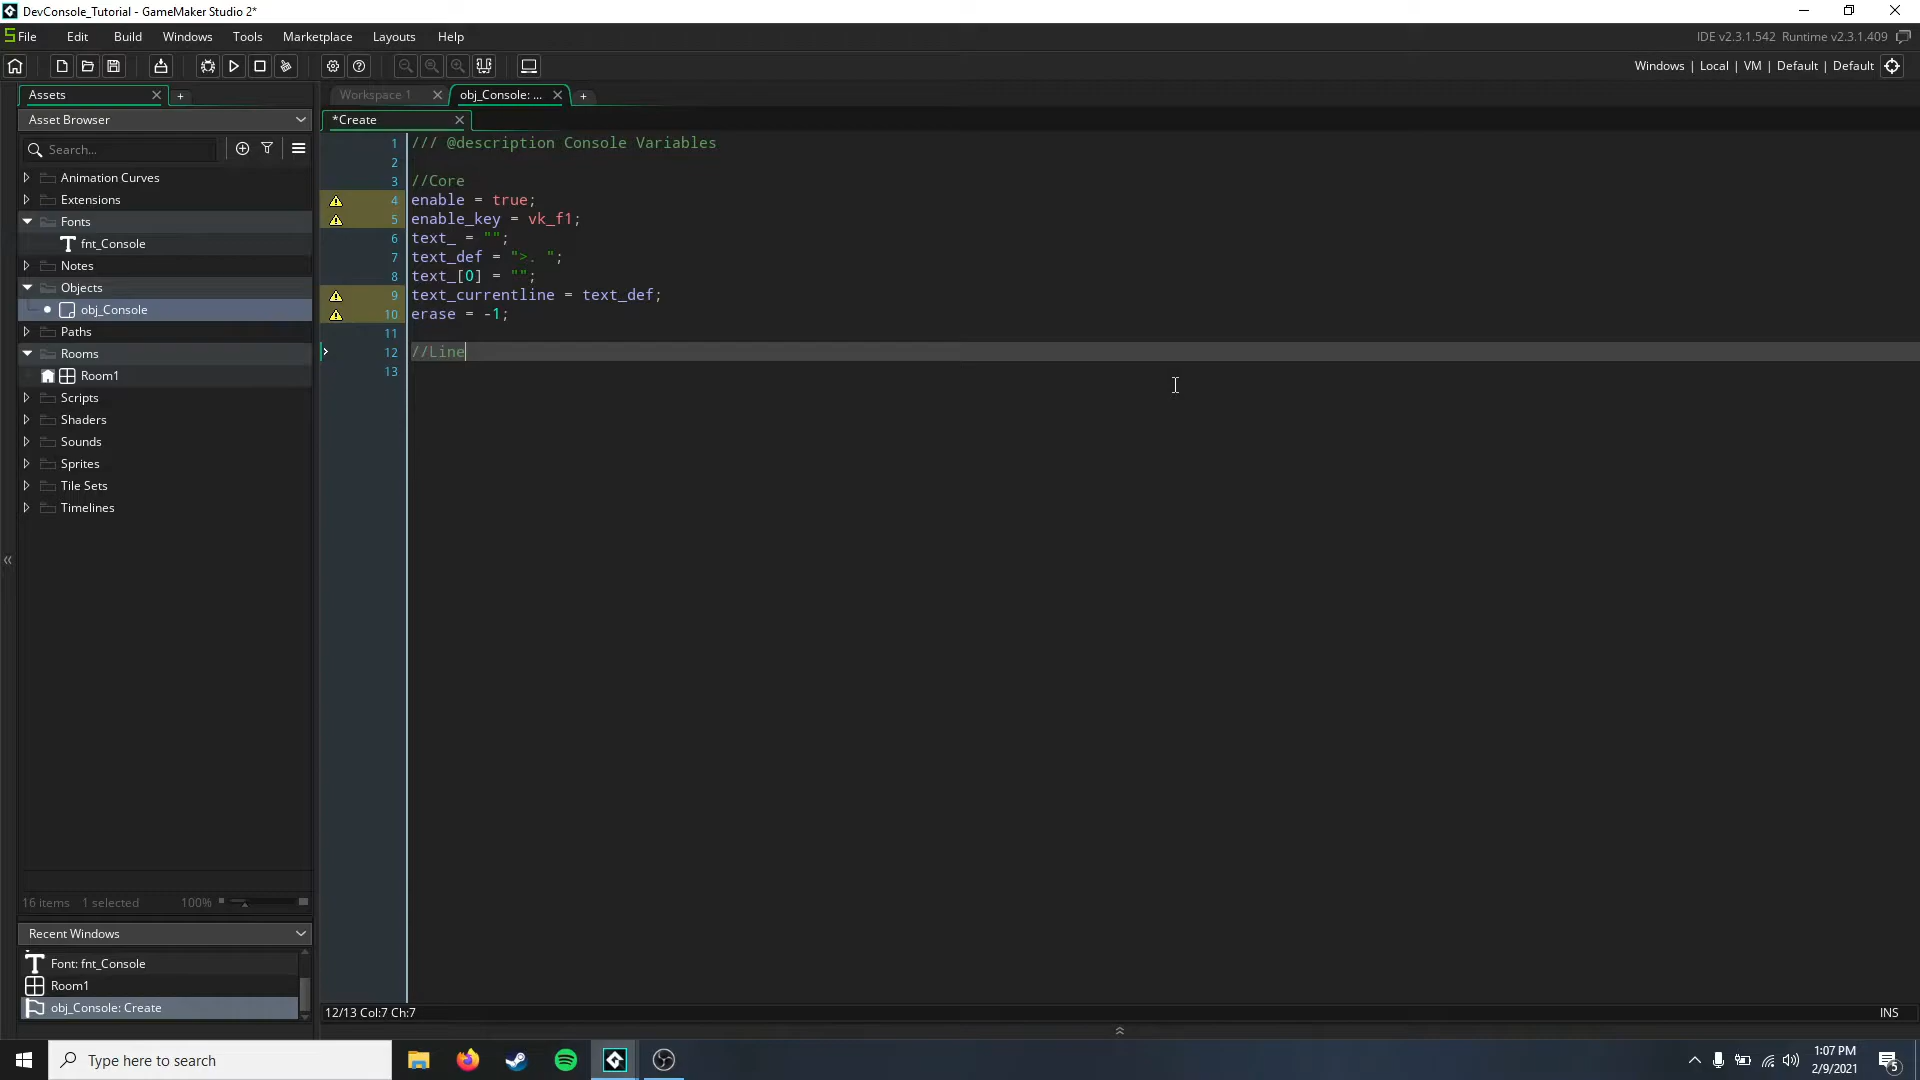 DevConsole_Tutorial - GameMaker Studio 2*
File Edit Build Windows Tools Marketplace Layouts Help
IDE v2.3.1.542 Runtime v2.3.1.409
Windows | Local | VM | Default | Default
Assets
Workspace 1
obj_Console: ...
Asset Browser
*Create
Search...
Animation Curves
Extensions
Fonts
fnt_Console
Notes
Objects
obj_Console
Paths
Rooms
Room1
Scripts
Shaders
Sounds
Sprites
Tile Sets
Timelines
1 /// @description Console Variables
2
3 //Core
4 enable = true;
5 enable_key = vk_f1;
6 text_ = "";
7 text_def = ">. ";
8 text_[0] = "";
9 text_currentline = text_def;
10 erase = -1;
11
12 //Line
13
16 items 1 selected 100%
Recent Windows
Font: fnt_Console
Room1
obj_Console: Create
12/13 Col:7 Ch:7
INS
Type here to search
1:07 PM
2/9/2021
5